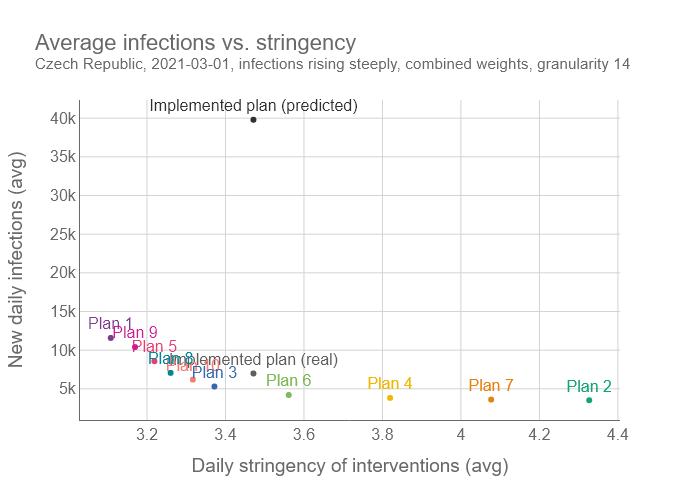 Average infections vs. stringency
Czech Republic, 2021-03-01, infections rising steeply, combined weights, granularity 14
Implemented plan (predicted)
40k
35k
30k
25k
20k
15k
10k
5k
New daily infections (avg)
Plan 1
Plan 9
Plan 5
Plan 8
Implemented plan (real)
Plan 10
Plan 3
Plan 6
Plan 4
Plan 7
Plan 2
3.2
3.4
3.6
3.8
4
4.2
4.4
Daily stringency of interventions (avg)